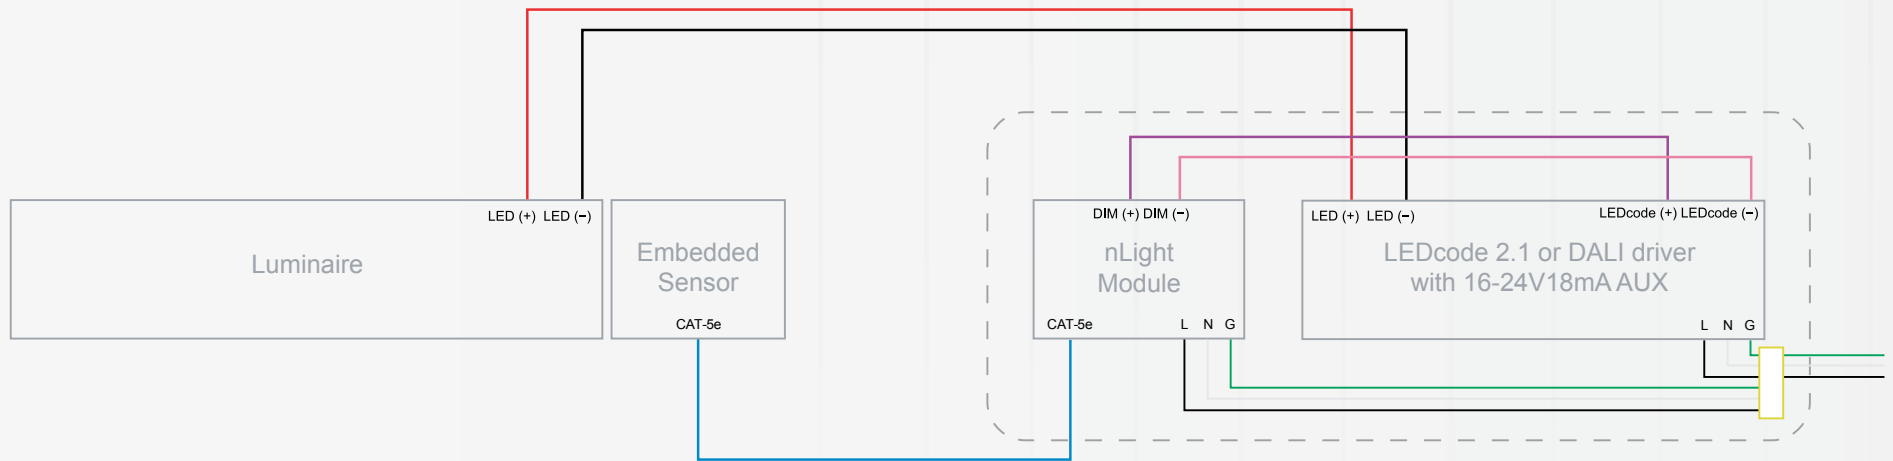 LED (+) LED (−)
Luminaire
Embedded
Sensor
CAT-5e
DIM (+) DIM (−)
nLight
Module
CAT-5e
L N G
LED (+) LED (−)
LEDcode (+) LEDcode (−)
LEDcode 2.1 or DALI driver
with 16-24V18mA AUX
L N G